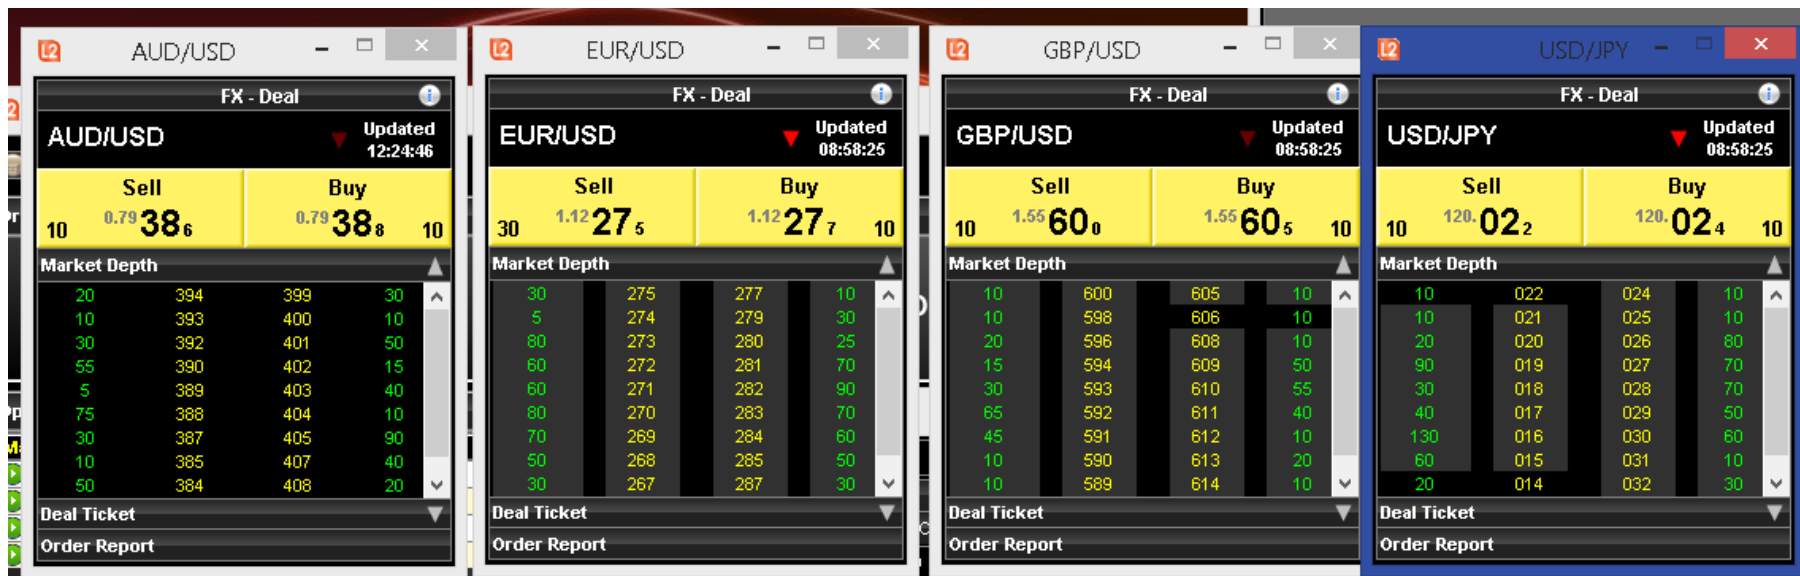 L2 AUD/USD
FX - Deal
AUD/USD
Updated
12:24:46
Sell Buy
10 0.79 38 6 0.79 38 8 10
Market Depth
20 394 399 30
10 393 400 10
30 392 401 50
55 390 402 15
5 389 403 40
75 388 404 10
30 387 405 90
10 385 407 40
50 384 408 20
Deal Ticket
Order Report
L2 EUR/USD
FX - Deal
EUR/USD
Updated
08:58:25
Sell Buy
30 1.12 27 5 1.12 27 7 10
Market Depth
30 275 277 10
5 274 279 30
80 273 280 25
60 272 281 70
60 271 282 90
80 270 283 70
70 269 284 60
50 268 285 50
30 267 287 30
Deal Ticket
Order Report
L2 GBP/USD
FX - Deal
GBP/USD
Updated
08:58:25
Sell Buy
10 1.55 60 0 1.55 60 5 10
Market Depth
10 600 605 10
10 598 606 10
20 596 608 10
15 594 609 50
30 593 610 55
65 592 611 40
45 591 612 10
10 590 613 20
10 589 614 10
Deal Ticket
Order Report
L2 USD/JPY
FX - Deal
USD/JPY
Updated
08:58:25
Sell Buy
10 120. 02 2 120. 02 4 10
Market Depth
10 022 024 10
10 021 025 10
20 020 026 80
90 019 027 70
30 018 028 70
40 017 029 50
130 016 030 60
60 015 031 10
20 014 032 30
Deal Ticket
Order Report